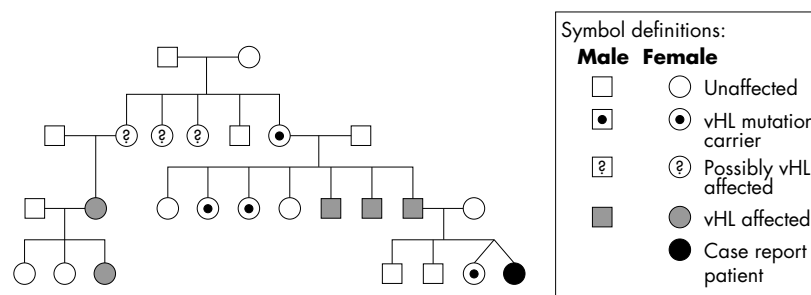 Symbol definitions:
Male Female
Unaffected
vHL mutation
carrier
? ? Possibly vHL
affected
vHL affected
Case report
patient
? ? ?